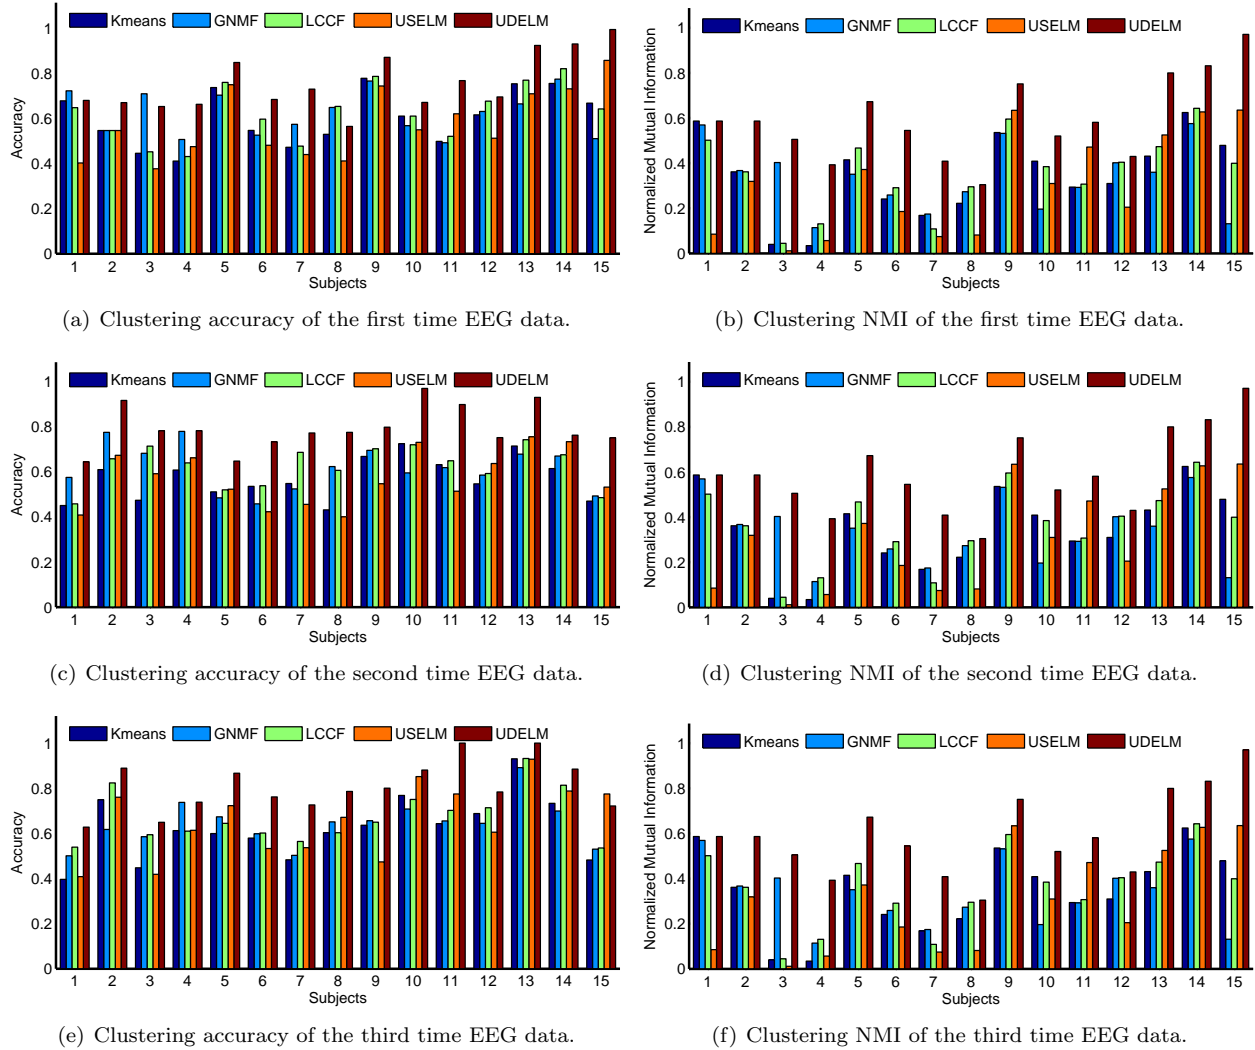 Kmeans GNMF LCCF USELM UDELM
Accuracy
1
0.8
0.6
0.4
0.2
0
1 2 3 4 5 6 7 8 9 10 11 12 13 14 15
Subjects
(a) Clustering accuracy of the first time EEG data.
Kmeans GNMF LCCF USELM UDELM
Normalized Mutual Information
1
0.8
0.6
0.4
0.2
0
1 2 3 4 5 6 7 8 9 10 11 12 13 14 15
Subjects
(b) Clustering NMI of the first time EEG data.
Kmeans GNMF LCCF USELM UDELM
Accuracy
1
0.8
0.6
0.4
0.2
0
1 2 3 4 5 6 7 8 9 10 11 12 13 14 15
Subjects
(c) Clustering accuracy of the second time EEG data.
Kmeans GNMF LCCF USELM UDELM
Normalized Mutual Information
1
0.8
0.6
0.4
0.2
0
1 2 3 4 5 6 7 8 9 10 11 12 13 14 15
Subjects
(d) Clustering NMI of the second time EEG data.
Kmeans GNMF LCCF USELM UDELM
Accuracy
1
0.8
0.6
0.4
0.2
0
1 2 3 4 5 6 7 8 9 10 11 12 13 14 15
Subjects
(e) Clustering accuracy of the third time EEG data.
Kmeans GNMF LCCF USELM UDELM
Normalized Mutual Information
1
0.8
0.6
0.4
0.2
0
1 2 3 4 5 6 7 8 9 10 11 12 13 14 15
Subjects
(f) Clustering NMI of the third time EEG data.